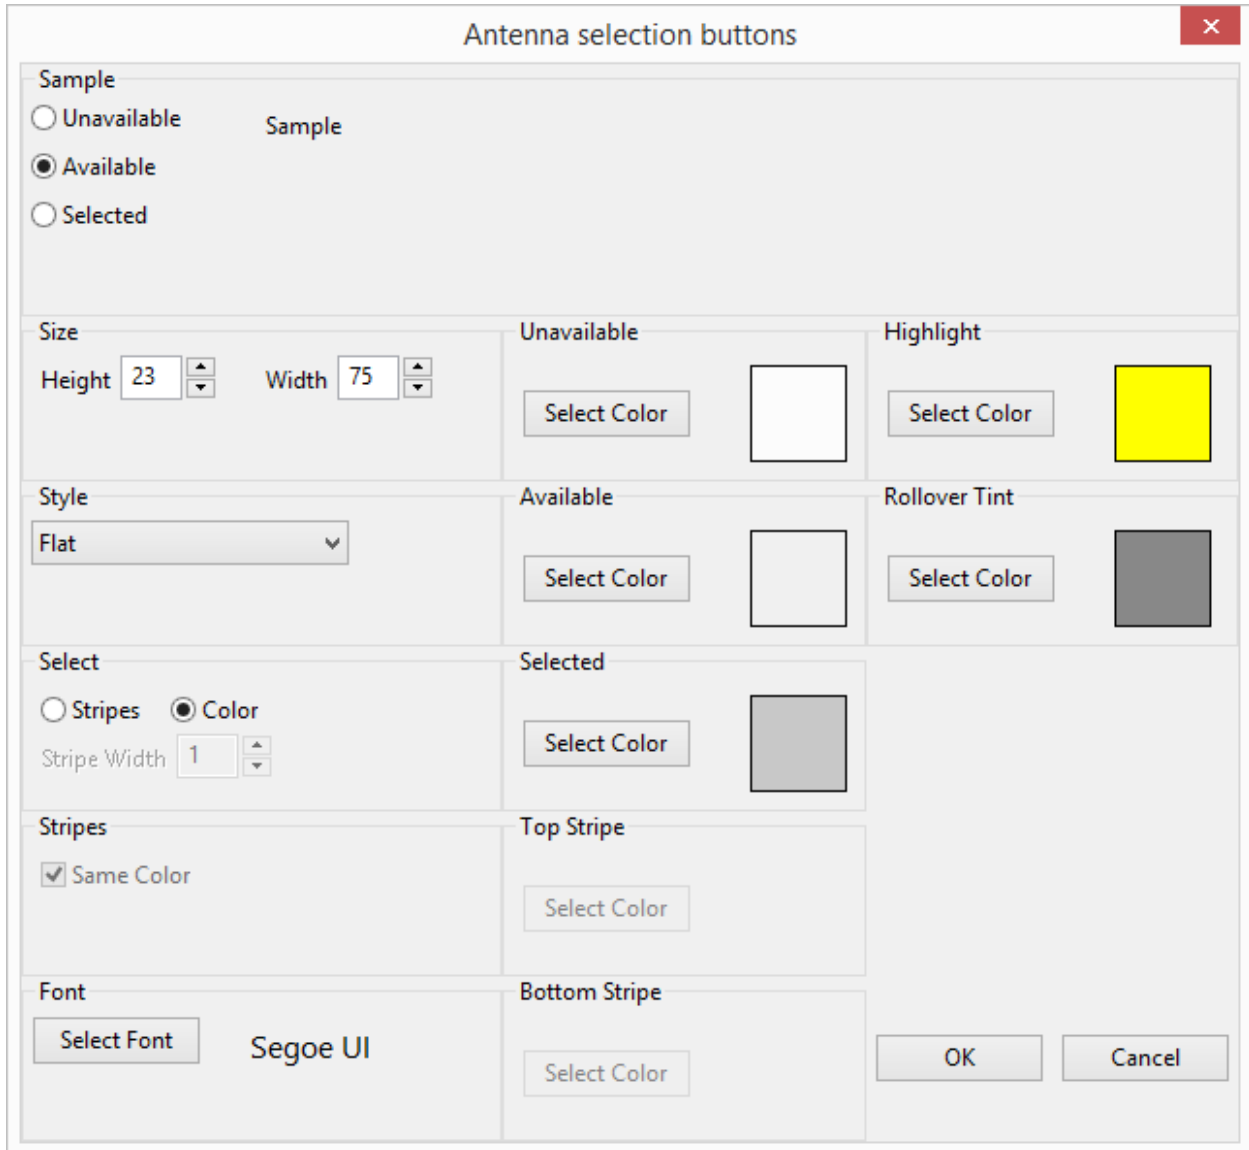 Antenna selection buttons
Sample
Unavailable
Sample
Available
Selected
Size
Height 23 Width 75
Unavailable
Select Color
Highlight
Select Color
Style
Flat
Available
Select Color
Rollover Tint
Select Color
Select
Stripes Color
Stripe Width 1
Selected
Select Color
Stripes
Same Color
Top Stripe
Select Color
Font
Select Font Segoe UI
Bottom Stripe
Select Color
OK Cancel